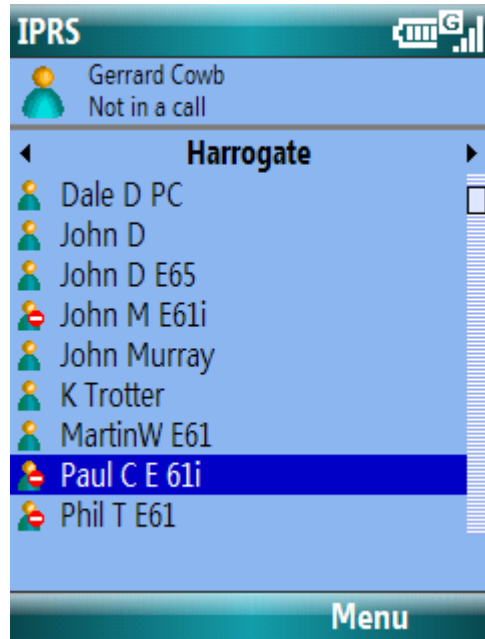 IPRS
G
Gerrard Cowb
Not in a call
Harrogate
Dale D PC
John D
John D E65
John M E61i
John Murray
K Trotter
MartinW E61
Paul C E 61i
Phil T E61
Menu